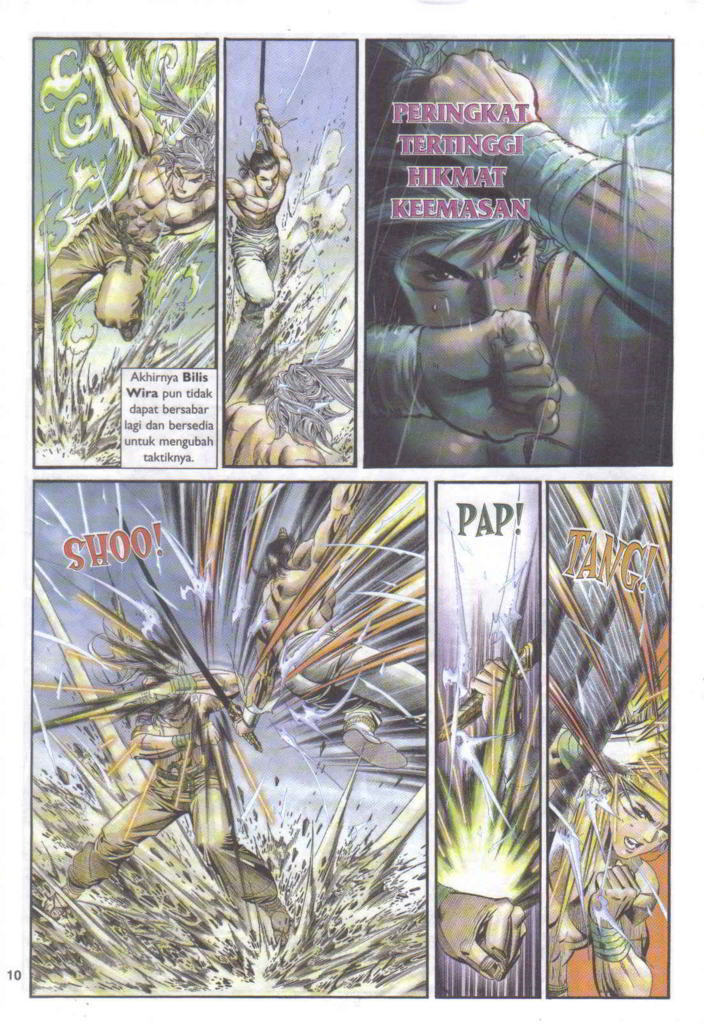 Akhirnya Bilis
Wira pun tidak
dapat bersabar
lagi dan bersedia
untuk mengubah
taktiknya.
PERINGKAT
TERTINGGI
HIKMAT
KEEMASAN
SHOO!
PAP!
TANG!
10